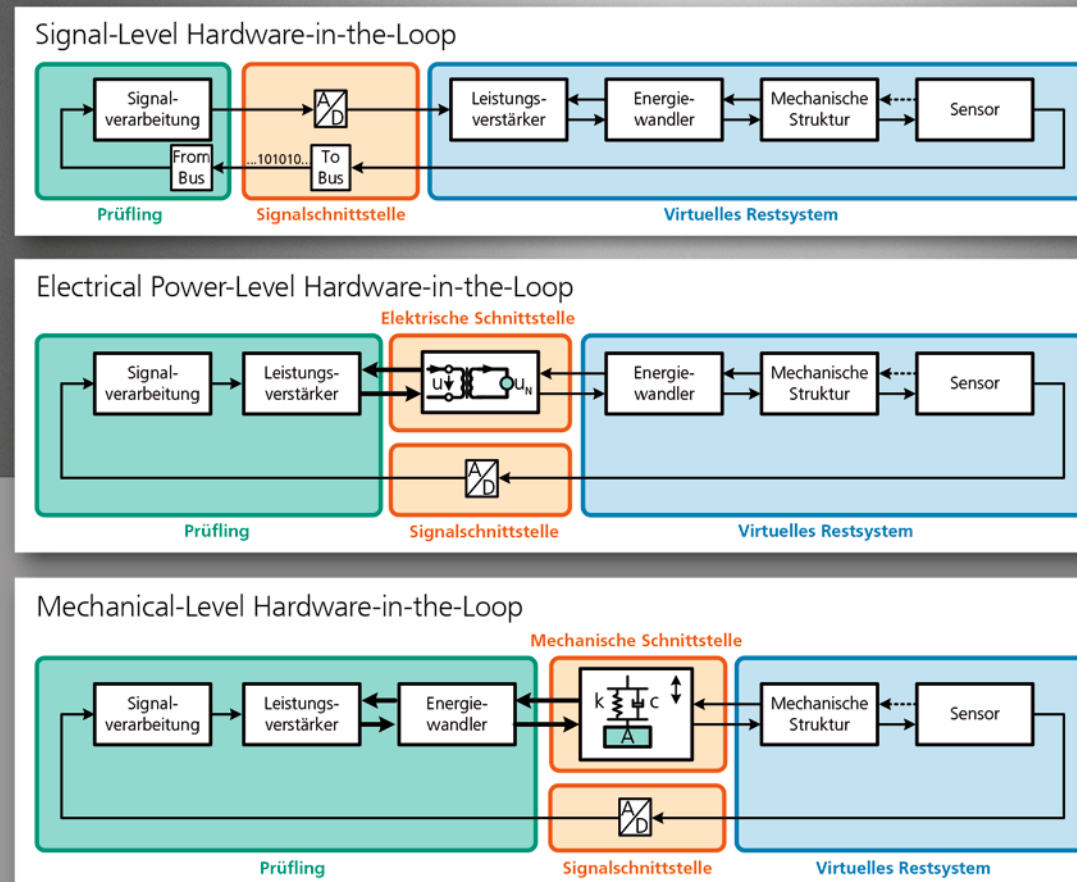 Signal-Level Hardware-in-the-Loop
Signal-
verarbeitung
A/D
Leistungs-
verstärker
Energie-
wandler
Mechanische
Struktur
Sensor
From
Bus
...101010...
To
Bus
Prüfling
Signalschnittstelle
Virtuelles Restsystem
Electrical Power-Level Hardware-in-the-Loop
Elektrische Schnittstelle
Signal-
verarbeitung
Leistungs-
verstärker
u
uN
Energie-
wandler
Mechanische
Struktur
Sensor
A/D
Prüfling
Signalschnittstelle
Virtuelles Restsystem
Mechanical-Level Hardware-in-the-Loop
Mechanische Schnittstelle
Signal-
verarbeitung
Leistungs-
verstärker
Energie-
wandler
k
c
A
Mechanische
Struktur
Sensor
A/D
Prüfling
Signalschnittstelle
Virtuelles Restsystem